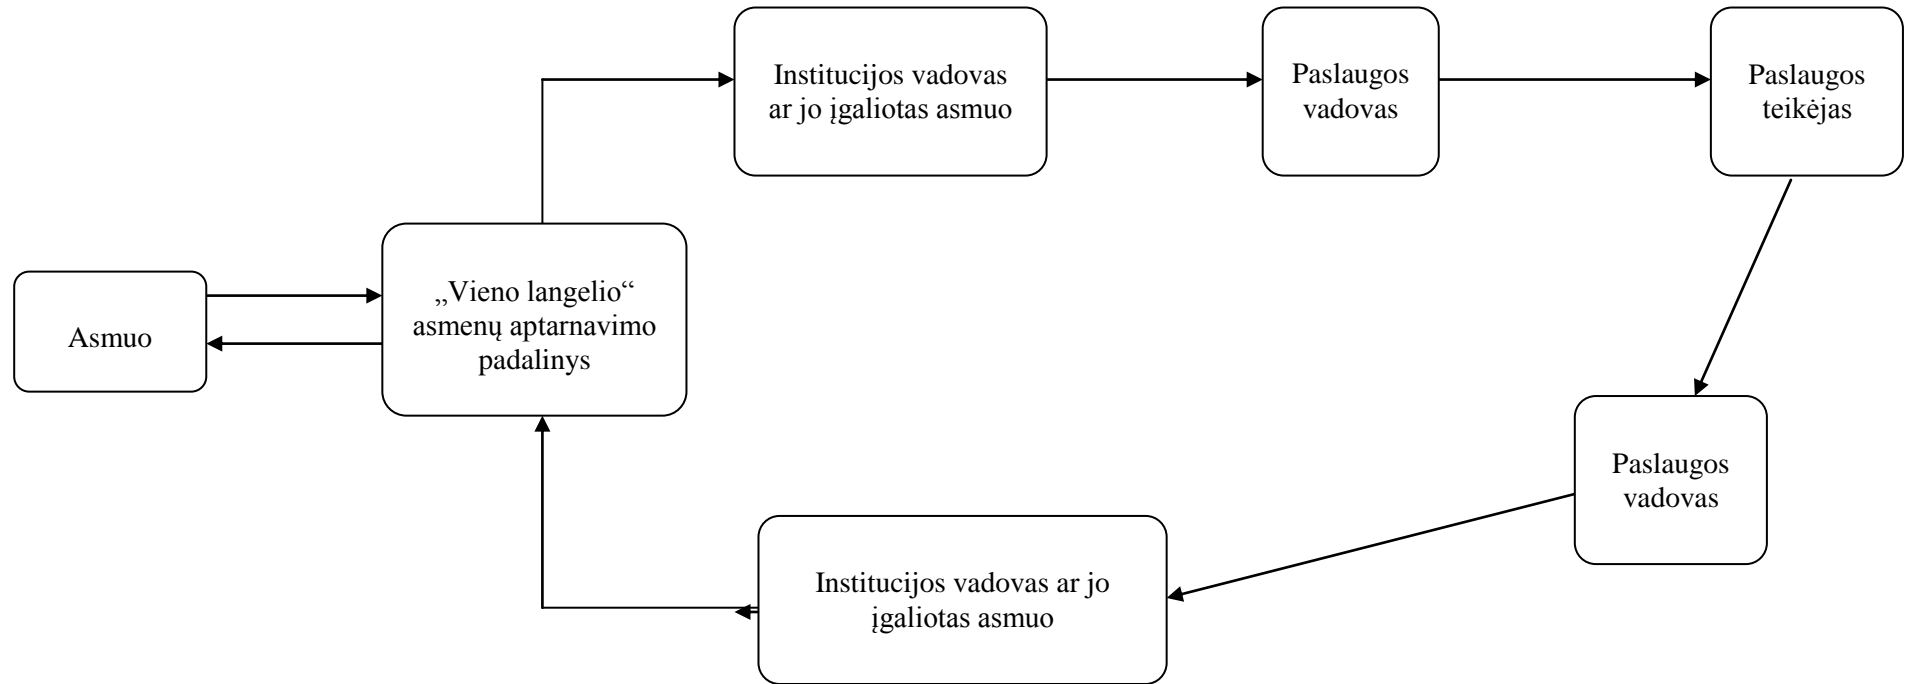 Institucijos vadovas
ar jo įgaliotas asmuo
Paslaugos
vadovas
Paslaugos
teikėjas
„Vieno langelio“
asmenų aptarnavimo
padalinys
Asmuo
Paslaugos
vadovas
Institucijos vadovas ar jo
įgaliotas asmuo